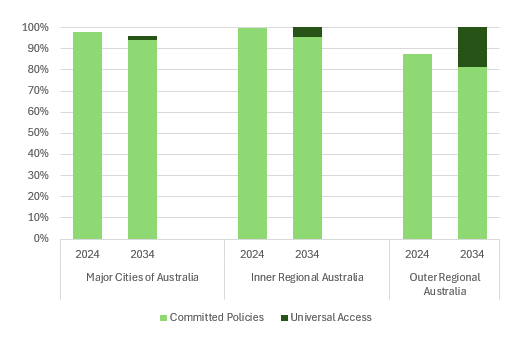 100%
90%
80%
70%
60%
50%
40%
30%
20%
10%
0%
2024 2034 2024 2034 2024 2034
Major Cities of Australia Inner Regional Australia Outer Regional
Australia
Committed Policies Universal Access